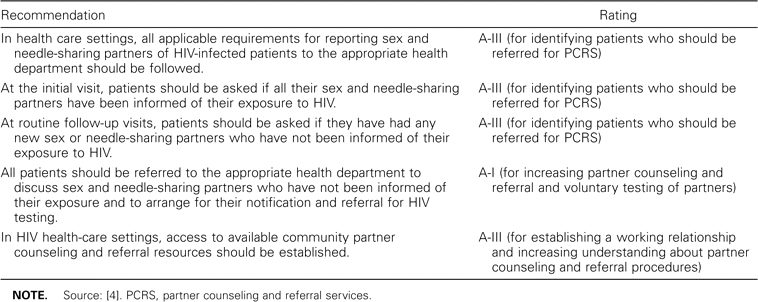 Recommendation Rating
In health care settings, all applicable requirements for reporting sex and A-III (for identifying patients who should be
needle-sharing partners of HIV-infected patients to the appropriate health referred for PCRS)
department should be followed.
At the initial visit, patients should be asked if all their sex and needle-sharing A-III (for identifying patients who should be
partners have been informed of their exposure to HIV. referred for PCRS)
At routine follow-up visits, patients should be asked if they have had any A-III (for identifying patients who should be
new sex or needle-sharing partners who have not been informed of their referred for PCRS)
exposure to HIV.
All patients should be referred to the appropriate health department to A-I (for increasing partner counseling and
discuss sex and needle-sharing partners who have not been informed of referral and voluntary testing of partners)
their exposure and to arrange for their notification and referral for HIV
testing.
In HIV health-care settings, access to available community partner A-III (for establishing a working relationship
counseling and referral resources should be established. and increasing understanding about partner
counseling and referral procedures)
NOTE. Source: [4]. PCRS, partner counseling and referral services.